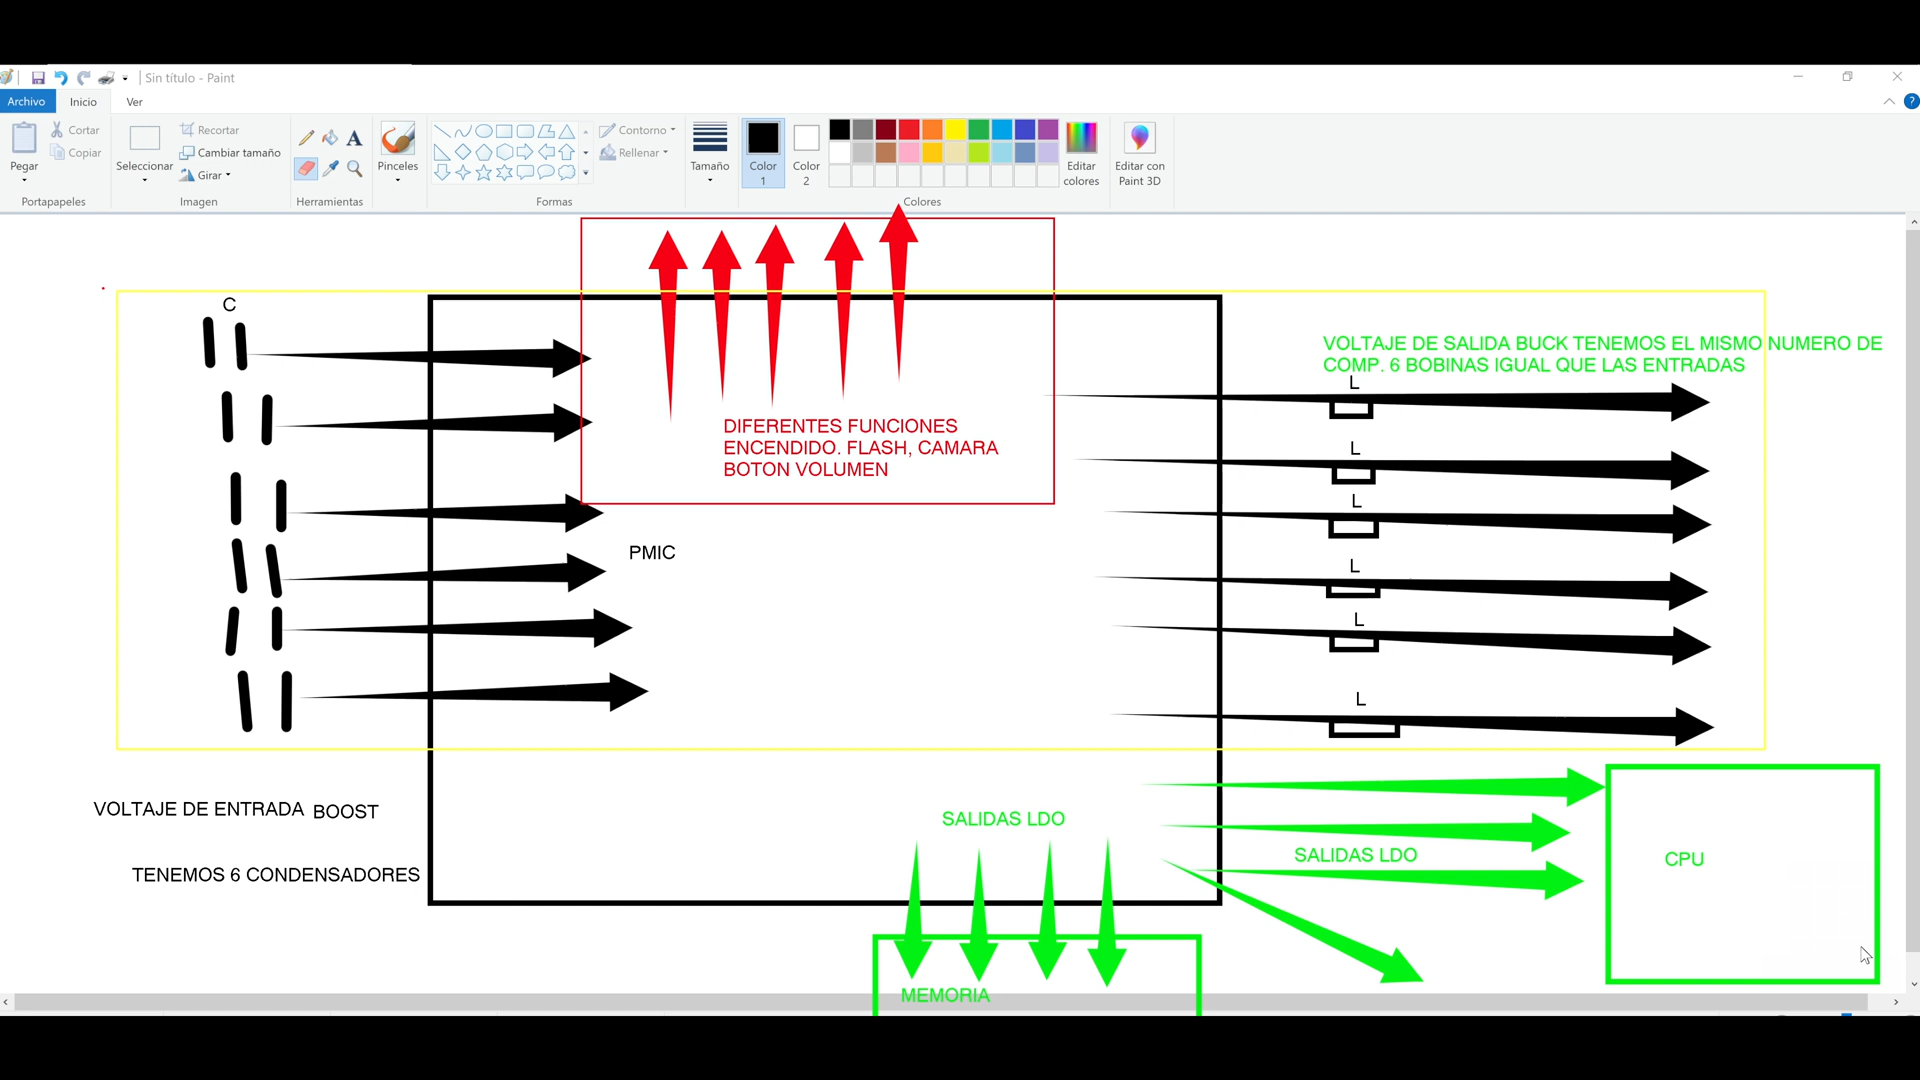 Sin título - Paint
Archivo
Inicio
Ver
Pegar
Cortar
Copiar
Portapapeles
Seleccionar
Recortar
Cambiar tamaño
Girar
Imagen
A
Herramientas
Pinceles
Contorno
Rellenar
Formas
Tamaño
Color
1
Color
2
Editar
colores
Colores
Editar con
Paint 3D
?
C
DIFERENTES FUNCIONES
ENCENDIDO. FLASH, CAMARA
BOTON VOLUMEN
PMIC
VOLTAJE DE SALIDA BUCK TENEMOS EL MISMO NUMERO DE
COMP. 6 BOBINAS IGUAL QUE LAS ENTRADAS
L
L
L
L
L
L
VOLTAJE DE ENTRADA BOOST
TENEMOS 6 CONDENSADORES
SALIDAS LDO
SALIDAS LDO
CPU
MEMORIA